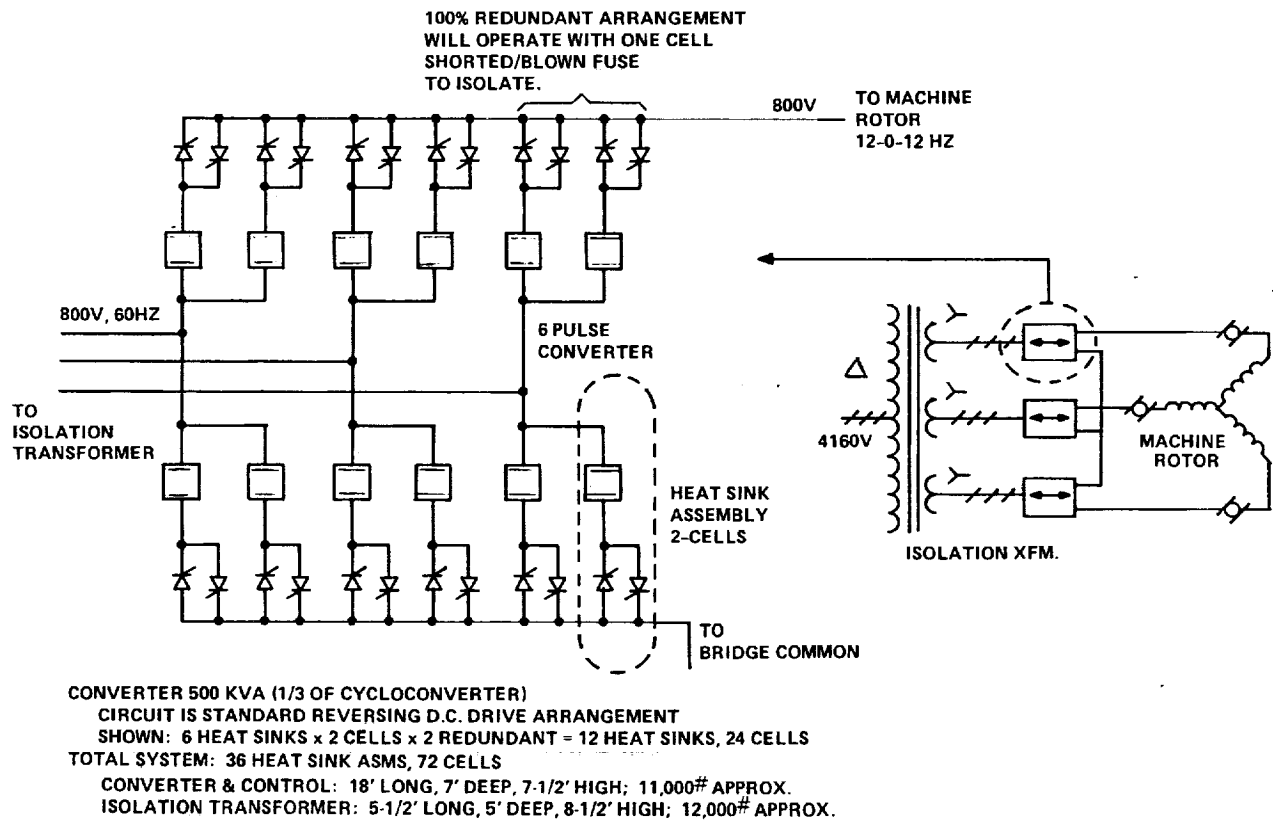 100% REDUNDANT ARRANGEMENT
WILL OPERATE WITH ONE CELL
SHORTED/BLOWN FUSE
TO ISOLATE.
800V
TO MACHINE
ROTOR
12-0-12 HZ
800V, 60HZ
6 PULSE
CONVERTER
TO
ISOLATION
TRANSFORMER
HEAT SINK
ASSEMBLY
2-CELLS
TO
BRIDGE COMMON
4160V
MACHINE
ROTOR
ISOLATION XFM.
CONVERTER 500 KVA (1/3 OF CYCLOCONVERTER)
CIRCUIT IS STANDARD REVERSING D.C. DRIVE ARRANGEMENT
SHOWN: 6 HEAT SINKS x 2 CELLS x 2 REDUNDANT = 12 HEAT SINKS, 24 CELLS
TOTAL SYSTEM: 36 HEAT SINK ASMS, 72 CELLS
CONVERTER & CONTROL: 18' LONG, 7' DEEP, 7-1/2' HIGH; 11,000# APPROX.
ISOLATION TRANSFORMER: 5-1/2' LONG, 5' DEEP, 8-1/2' HIGH; 12,000# APPROX.